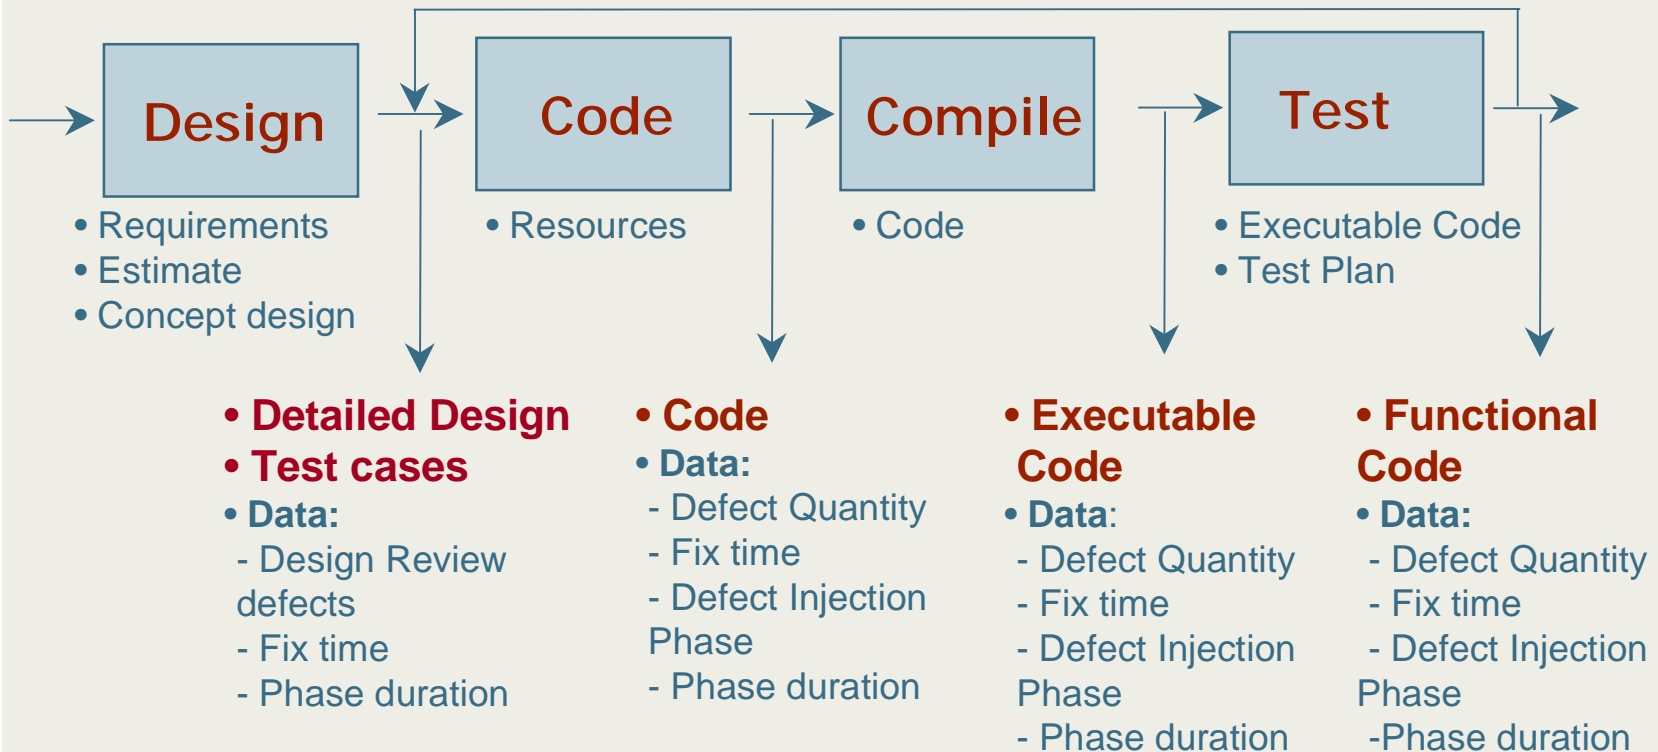 Design
Code
Compile
Test
• Requirements
• Estimate
• Concept design
• Resources
• Code
• Executable Code
• Test Plan
• Detailed Design
• Test cases
• Data:
- Design Review
defects
- Fix time
- Phase duration
• Code
• Data:
- Defect Quantity
- Fix time
- Defect Injection
Phase
- Phase duration
• Executable
Code
• Data:
- Defect Quantity
- Fix time
- Defect Injection
Phase
- Phase duration
• Functional
Code
• Data:
- Defect Quantity
- Fix time
- Defect Injection
Phase
-Phase duration